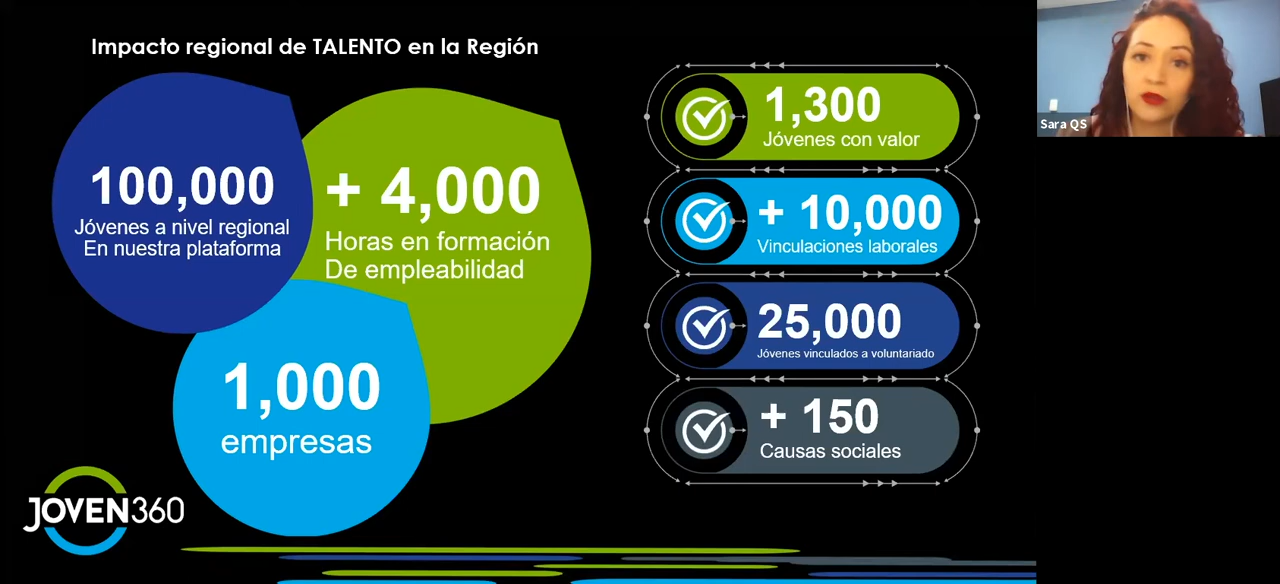 Impacto regional de TALENTO en la Región
100,000
Jóvenes a nivel regional
En nuestra plataforma
+ 4,000
Horas en formación
De empleabilidad
1,000
empresas
1,300
Jóvenes con valor
+ 10,000
Vinculaciones laborales
25,000
Jóvenes vinculados a voluntariado
+ 150
Causas sociales
JOVEN360
Sara QS